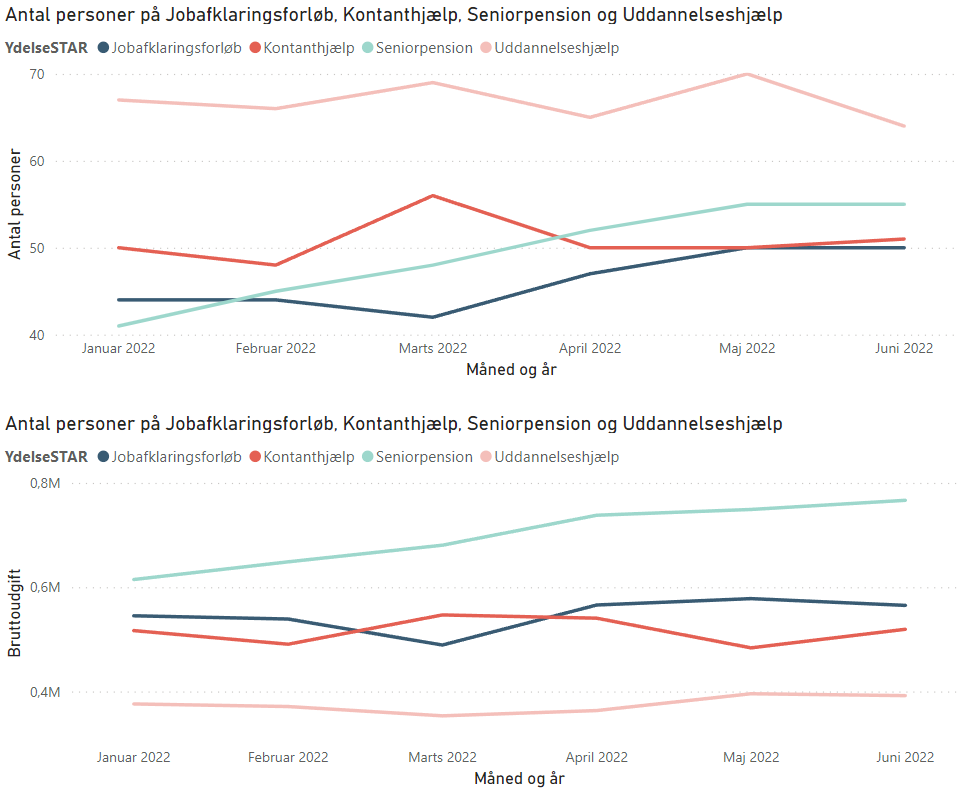 Antal personer på Jobafklaringsforløb, Kontanthjælp, Seniorpension og Uddannelseshjælp
YdelseSTAR Jobafklaringsforløb Kontanthjælp Seniorpension Uddannelseshjælp
70
60
50
40
Antal personer
Januar 2022 Februar 2022 Marts 2022 April 2022 Maj 2022 Juni 2022
Måned og år
Antal personer på Jobafklaringsforløb, Kontanthjælp, Seniorpension og Uddannelseshjælp
YdelseSTAR Jobafklaringsforløb Kontanthjælp Seniorpension Uddannelseshjælp
0,8M
0,6M
0,4M
Bruttoudgift
Januar 2022 Februar 2022 Marts 2022 April 2022 Maj 2022 Juni 2022
Måned og år